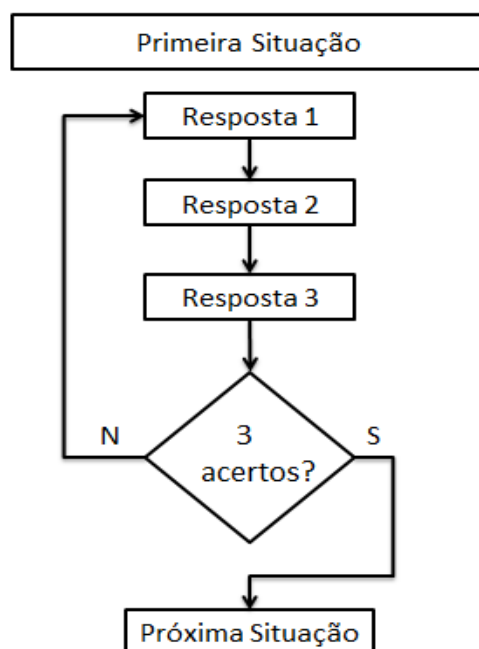 Primeira Situação
Resposta 1
Resposta 2
Resposta 3
N
3
S
acertos?
Próxima Situação